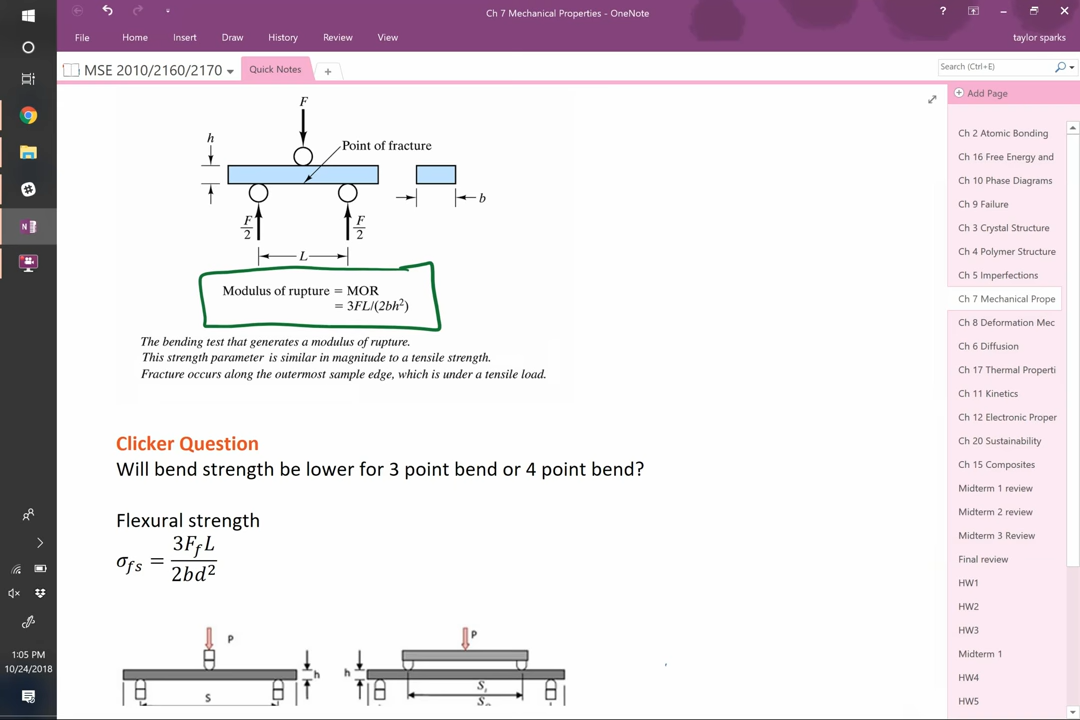 Ch 7 Mechanical Properties - OneNote
?
File
Home
Insert
Draw
History
Review
View
taylor sparks
MSE 2010/2160/2170
Quick Notes
+
Search (Ctrl+E)
Add Page
Ch 2 Atomic Bonding
Ch 16 Free Energy and
Ch 10 Phase Diagrams
Ch 9 Failure
Ch 3 Crystal Structure
Ch 4 Polymer Structure
Ch 5 Imperfections
Ch 7 Mechanical Prope
Ch 8 Deformation Mec
Ch 6 Diffusion
Ch 17 Thermal Properti
Ch 11 Kinetics
Ch 12 Electronic Proper
Ch 20 Sustainability
Ch 15 Composites
Midterm 1 review
Midterm 2 review
Midterm 3 Review
Final review
HW1
HW2
HW3
Midterm 1
HW4
HW5
F
h
Point of fracture
b
F/2
F/2
L
Modulus of rupture = MOR
= 3FL/(2bh²)
The bending test that generates a modulus of rupture.
This strength parameter is similar in magnitude to a tensile strength.
Fracture occurs along the outermost sample edge, which is under a tensile load.
Clicker Question
Will bend strength be lower for 3 point bend or 4 point bend?
Flexural strength
σ_fs = 3F_f L / 2bd²
P
h
S
P
h
S
1:05 PM
10/24/2018